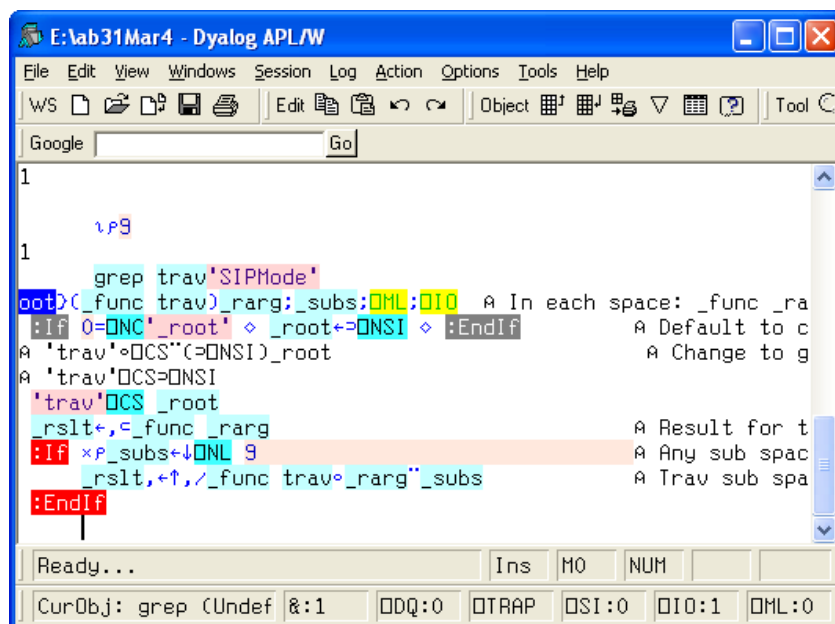 E:\ab31Mar4 - Dyalog APL/W
File Edit View Windows Session Log Action Options Tools Help
WS Edit Object Tool
Google Go
1
⍳⍴9
1
grep trav'SIPMode'
oot}(_func trav)_rarg;_subs;⎕ML;⎕IO ⍝ In each space: _func _ra
:If 0=⎕NC'_root' ⋄ _root←⊃⎕NSI ⋄ :EndIf ⍝ Default to c
⍝ 'trav'∘⎕CS¨(⊃⎕NSI)_root ⍝ Change to g
⍝ 'trav'⎕CS⊃⎕NSI
'trav'⎕CS _root
_rslt←,⊂_func _rarg ⍝ Result for t
:If ×⍴_subs←↓⎕NL 9 ⍝ Any sub spac
_rslt,←↑,/_func trav∘_rarg¨_subs ⍝ Trav sub spa
:EndIf
Ready... Ins MO NUM
CurObj: grep (Undef &:1 ⎕DQ:0 ⎕TRAP ⎕SI:0 ⎕IO:1 ⎕ML:0